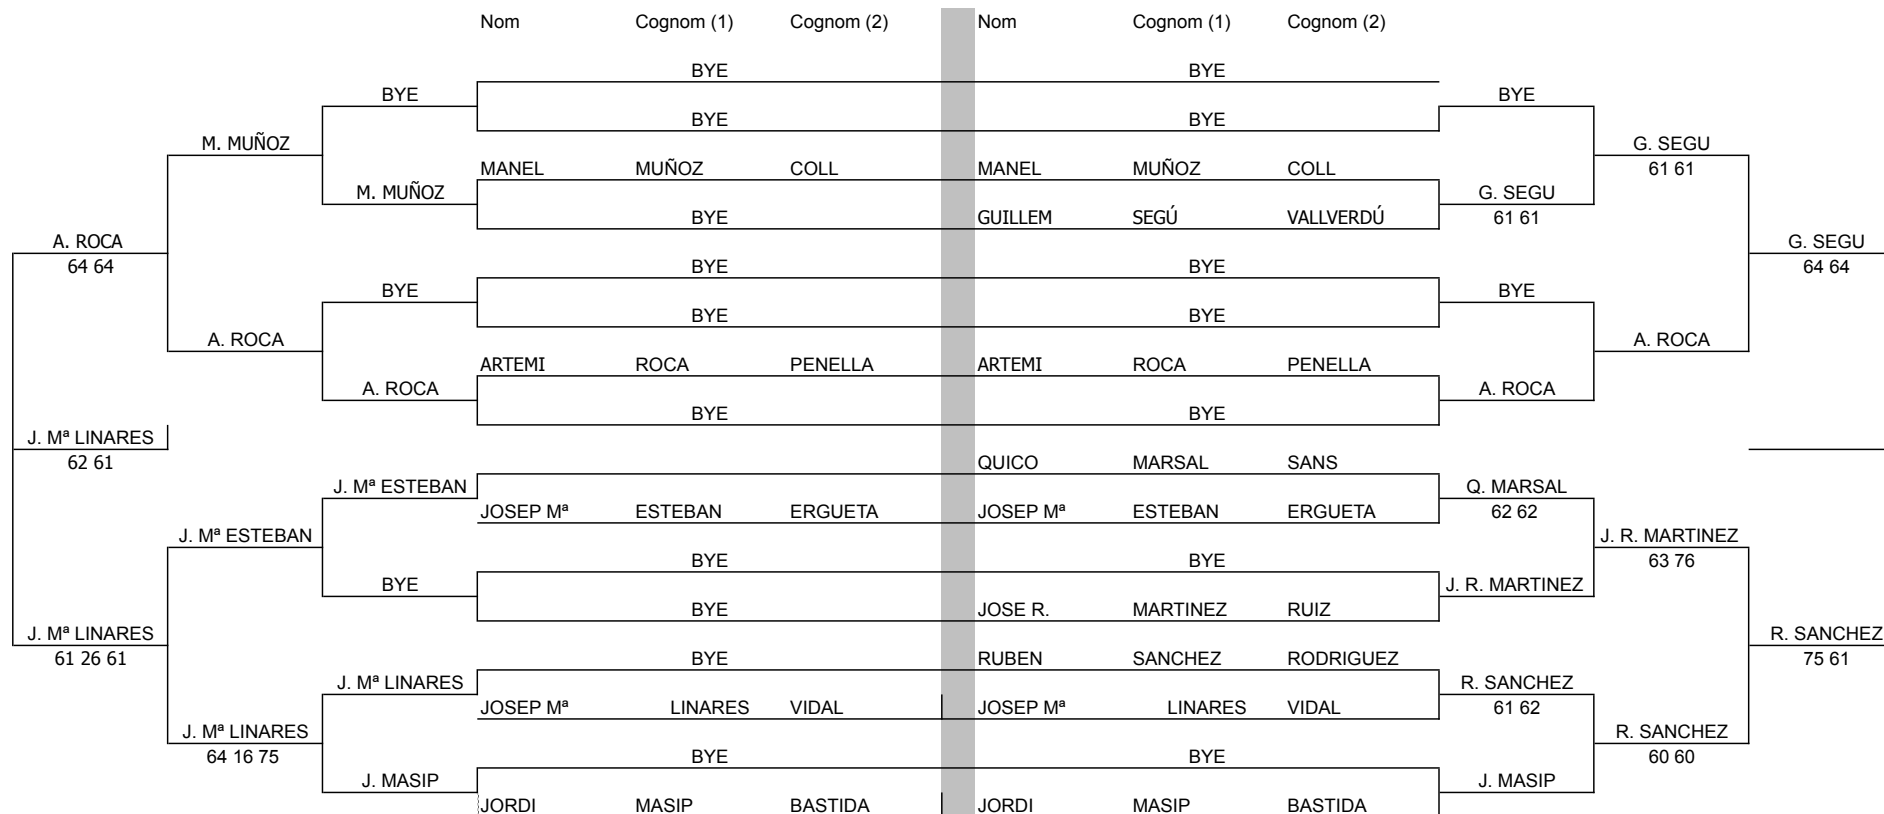 Nom Cognom (1) Cognom (2) Nom Cognom (1) Cognom (2)
BYE BYE
BYE BYE
BYE BYE
M. MUÑOZ G. SEGU
61 61
MANEL MUÑOZ COLL MANEL MUÑOZ COLL
M. MUÑOZ G. SEGU
BYE GUILLEM SEGÚ VALLVERDÚ 61 61
A. ROCA G. SEGU
64 64 BYE BYE 64 64
BYE BYE
BYE BYE
A. ROCA A. ROCA
ARTEMI ROCA PENELLA ARTEMI ROCA PENELLA
A. ROCA A. ROCA
BYE BYE
J. Mª LINARES
62 61 QUICO MARSAL SANS
J. Mª ESTEBAN Q. MARSAL
JOSEP Mª ESTEBAN ERGUETA JOSEP Mª ESTEBAN ERGUETA 62 62
J. Mª ESTEBAN J. R. MARTINEZ
BYE BYE 63 76
BYE J. R. MARTINEZ
BYE JOSE R. MARTINEZ RUIZ
J. Mª LINARES R. SANCHEZ
61 26 61 BYE RUBEN SANCHEZ RODRIGUEZ 75 61
J. Mª LINARES R. SANCHEZ
JOSEP Mª LINARES VIDAL JOSEP Mª LINARES VIDAL 61 62
J. Mª LINARES R. SANCHEZ
64 16 75 BYE BYE 60 60
J. MASIP J. MASIP
JORDI MASIP BASTIDA JORDI MASIP BASTIDA